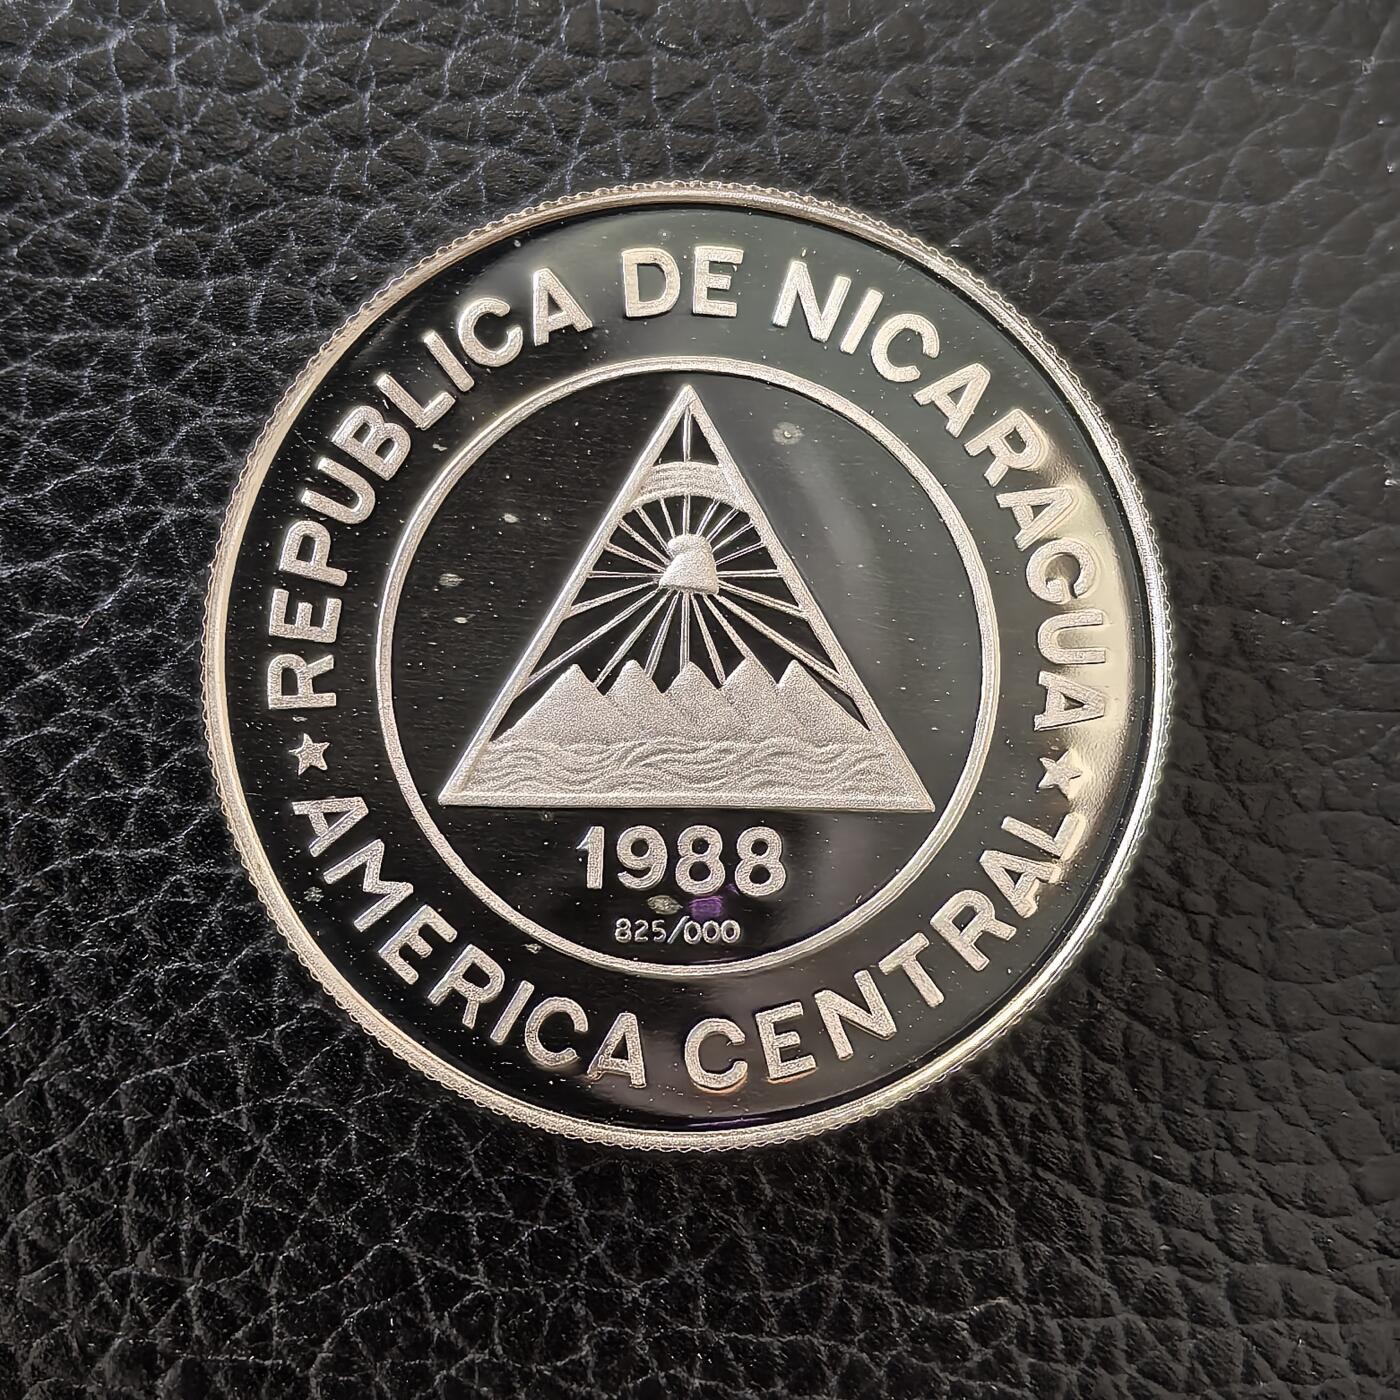 REPUBLICA DE NICARAGUA
1988
825/000
AMERICA CENTRAL